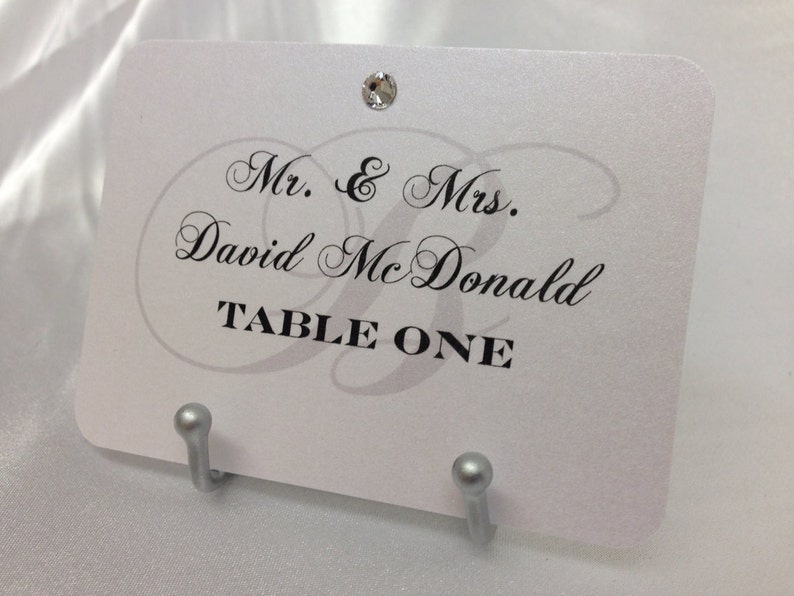 Mr. & Mrs.
David McDonald
TABLE ONE